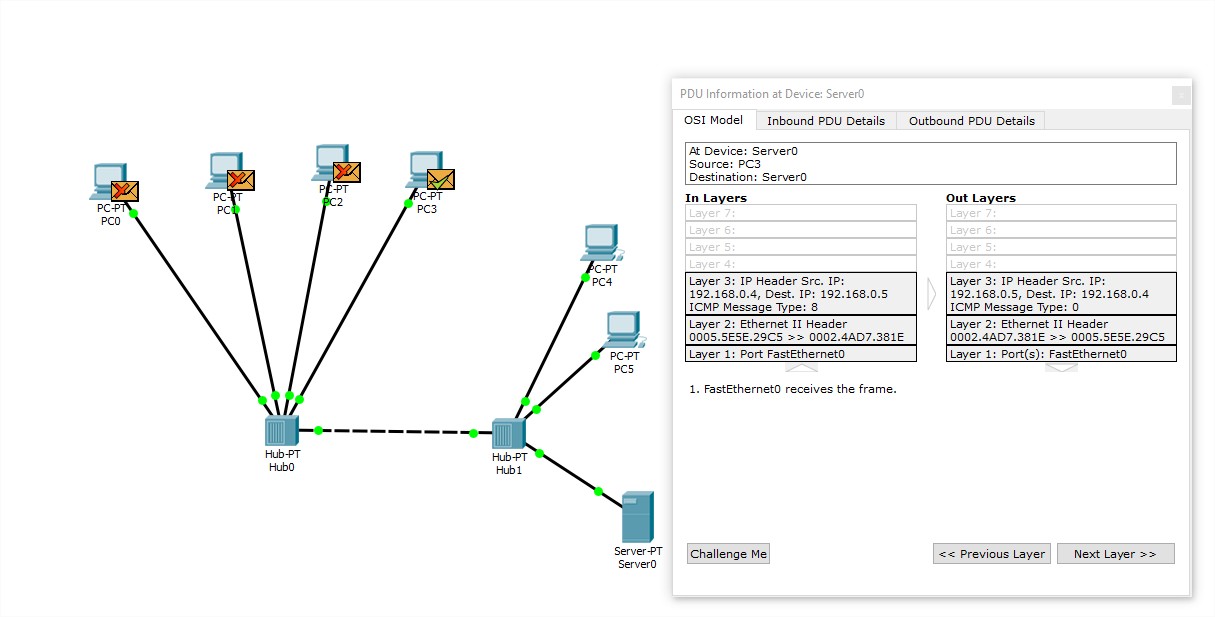 PDU Information at Device: Server0
OSI Model
Inbound PDU Details
Outbound PDU Details
At Device: Server0
Source: PC3
Destination: Server0
In Layers
Layer 7:
Layer 6:
Layer 5:
Layer 4:
Layer 3: IP Header Src. IP:
192.168.0.4, Dest. IP: 192.168.0.5
ICMP Message Type: 8
Layer 2: Ethernet II Header
0005.5E5E.29C5 >> 0002.4AD7.381E
Layer 1: Port FastEthernet0
Out Layers
Layer 7:
Layer 6:
Layer 5:
Layer 4:
Layer 3: IP Header Src. IP:
192.168.0.5, Dest. IP: 192.168.0.4
ICMP Message Type: 0
Layer 2: Ethernet II Header
0002.4AD7.381E >> 0005.5E5E.29C5
Layer 1: Port(s): FastEthernet0
1. FastEthernet0 receives the frame.
Challenge Me
<< Previous Layer
Next Layer >>
PC-PT
PC0
PC-PT
PC1
PC-PT
PC2
PC-PT
PC3
PC-PT
PC4
PC-PT
PC5
Hub-PT
Hub0
Hub-PT
Hub1
Server-PT
Server0